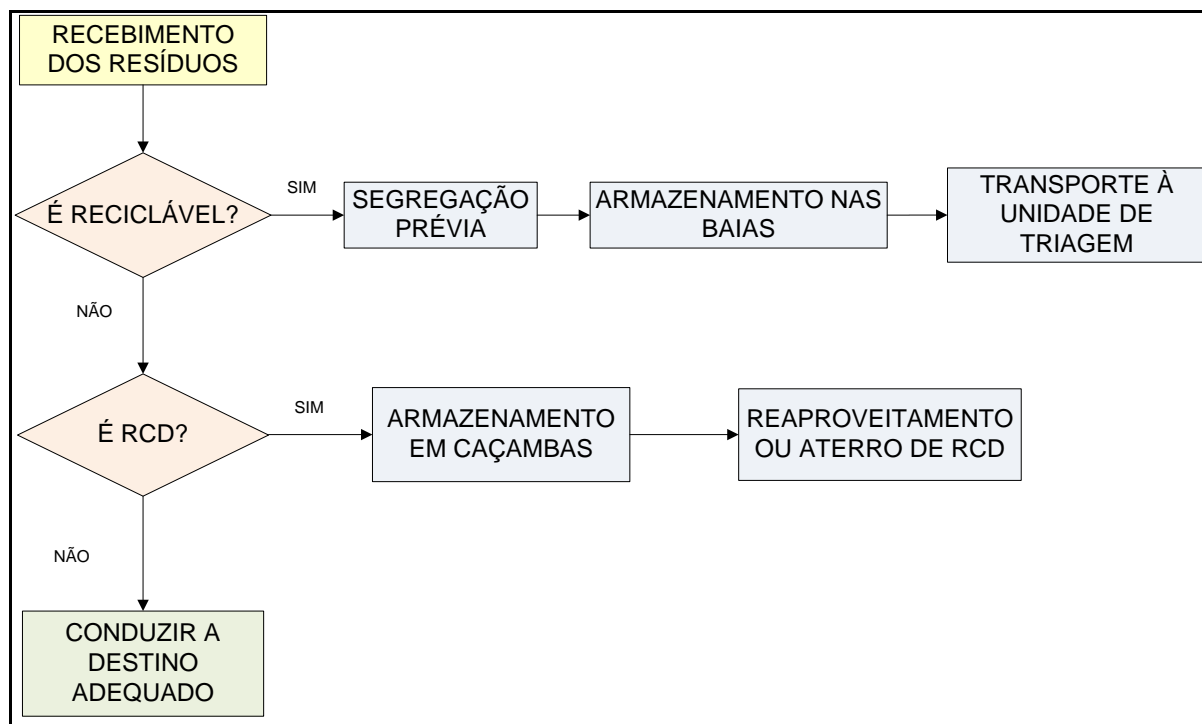 RECEBIMENTO
DOS RESÍDUOS
É RECICLÁVEL?
SIM
SEGREGAÇÃO
PRÉVIA
ARMAZENAMENTO NAS
BAIAS
TRANSPORTE À
UNIDADE DE
TRIAGEM
NÃO
É RCD?
SIM
ARMAZENAMENTO
EM CAÇAMBAS
REAPROVEITAMENTO
OU ATERRO DE RCD
NÃO
CONDUZIR A
DESTINO
ADEQUADO